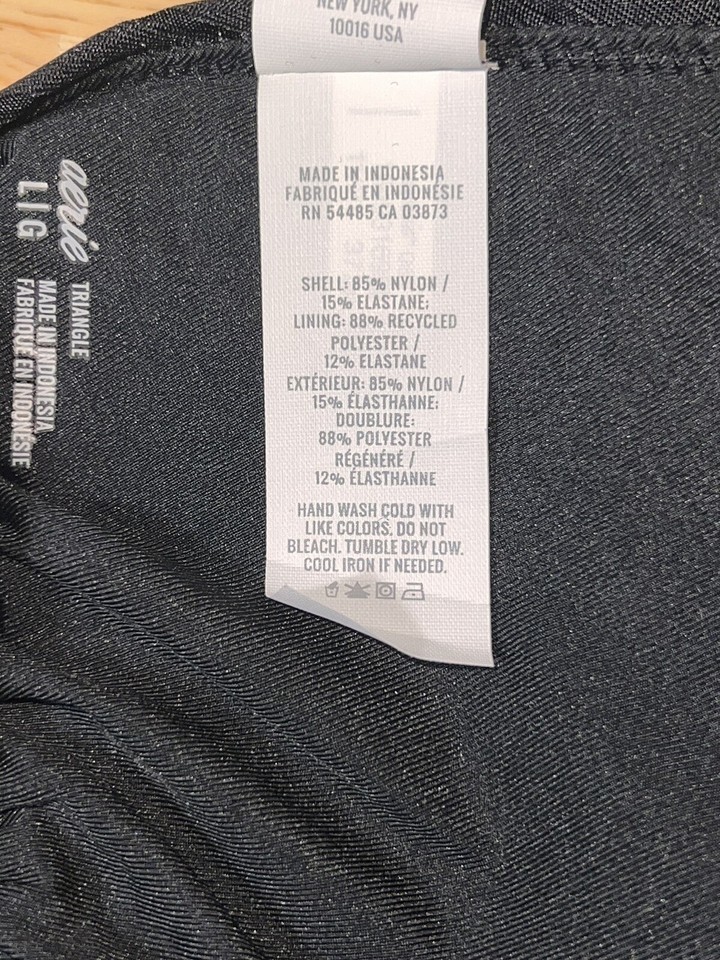 NEW YORK, NY
10016 USA
MADE IN INDONESIA
FABRIQUÉ EN INDONÉSIE
RN 54485 CA 03873
SHELL: 85% NYLON /
15% ELASTANE;
LINING: 88% RECYCLED
POLYESTER /
12% ELASTANE
EXTÉRIEUR: 85% NYLON /
15% ÉLASTHANNE;
DOUBLURE:
88% POLYESTER
RÉGÉNÉRÉ /
12% ÉLASTHANNE
HAND WASH COLD WITH
LIKE COLORS. DO NOT
BLEACH. TUMBLE DRY LOW.
COOL IRON IF NEEDED.
aerie
L | G
TRIANGLE
MADE IN INDONESIA
FABRIQUÉ EN INDONÉSIE